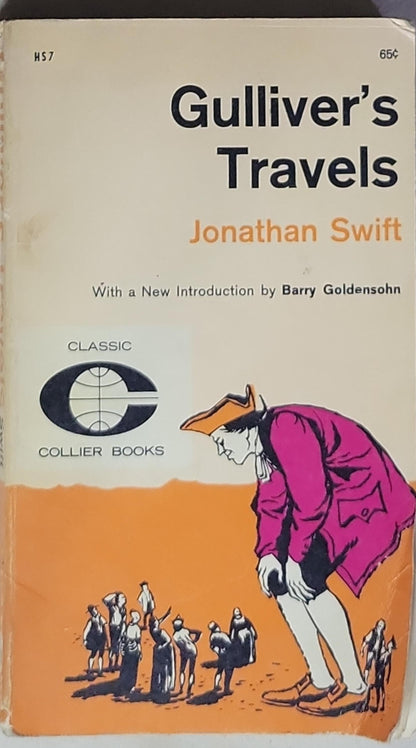 HS7
65¢
Gulliver's
Travels
Jonathan Swift
With a New Introduction by Barry Goldensohn
CLASSIC
COLLIER BOOKS